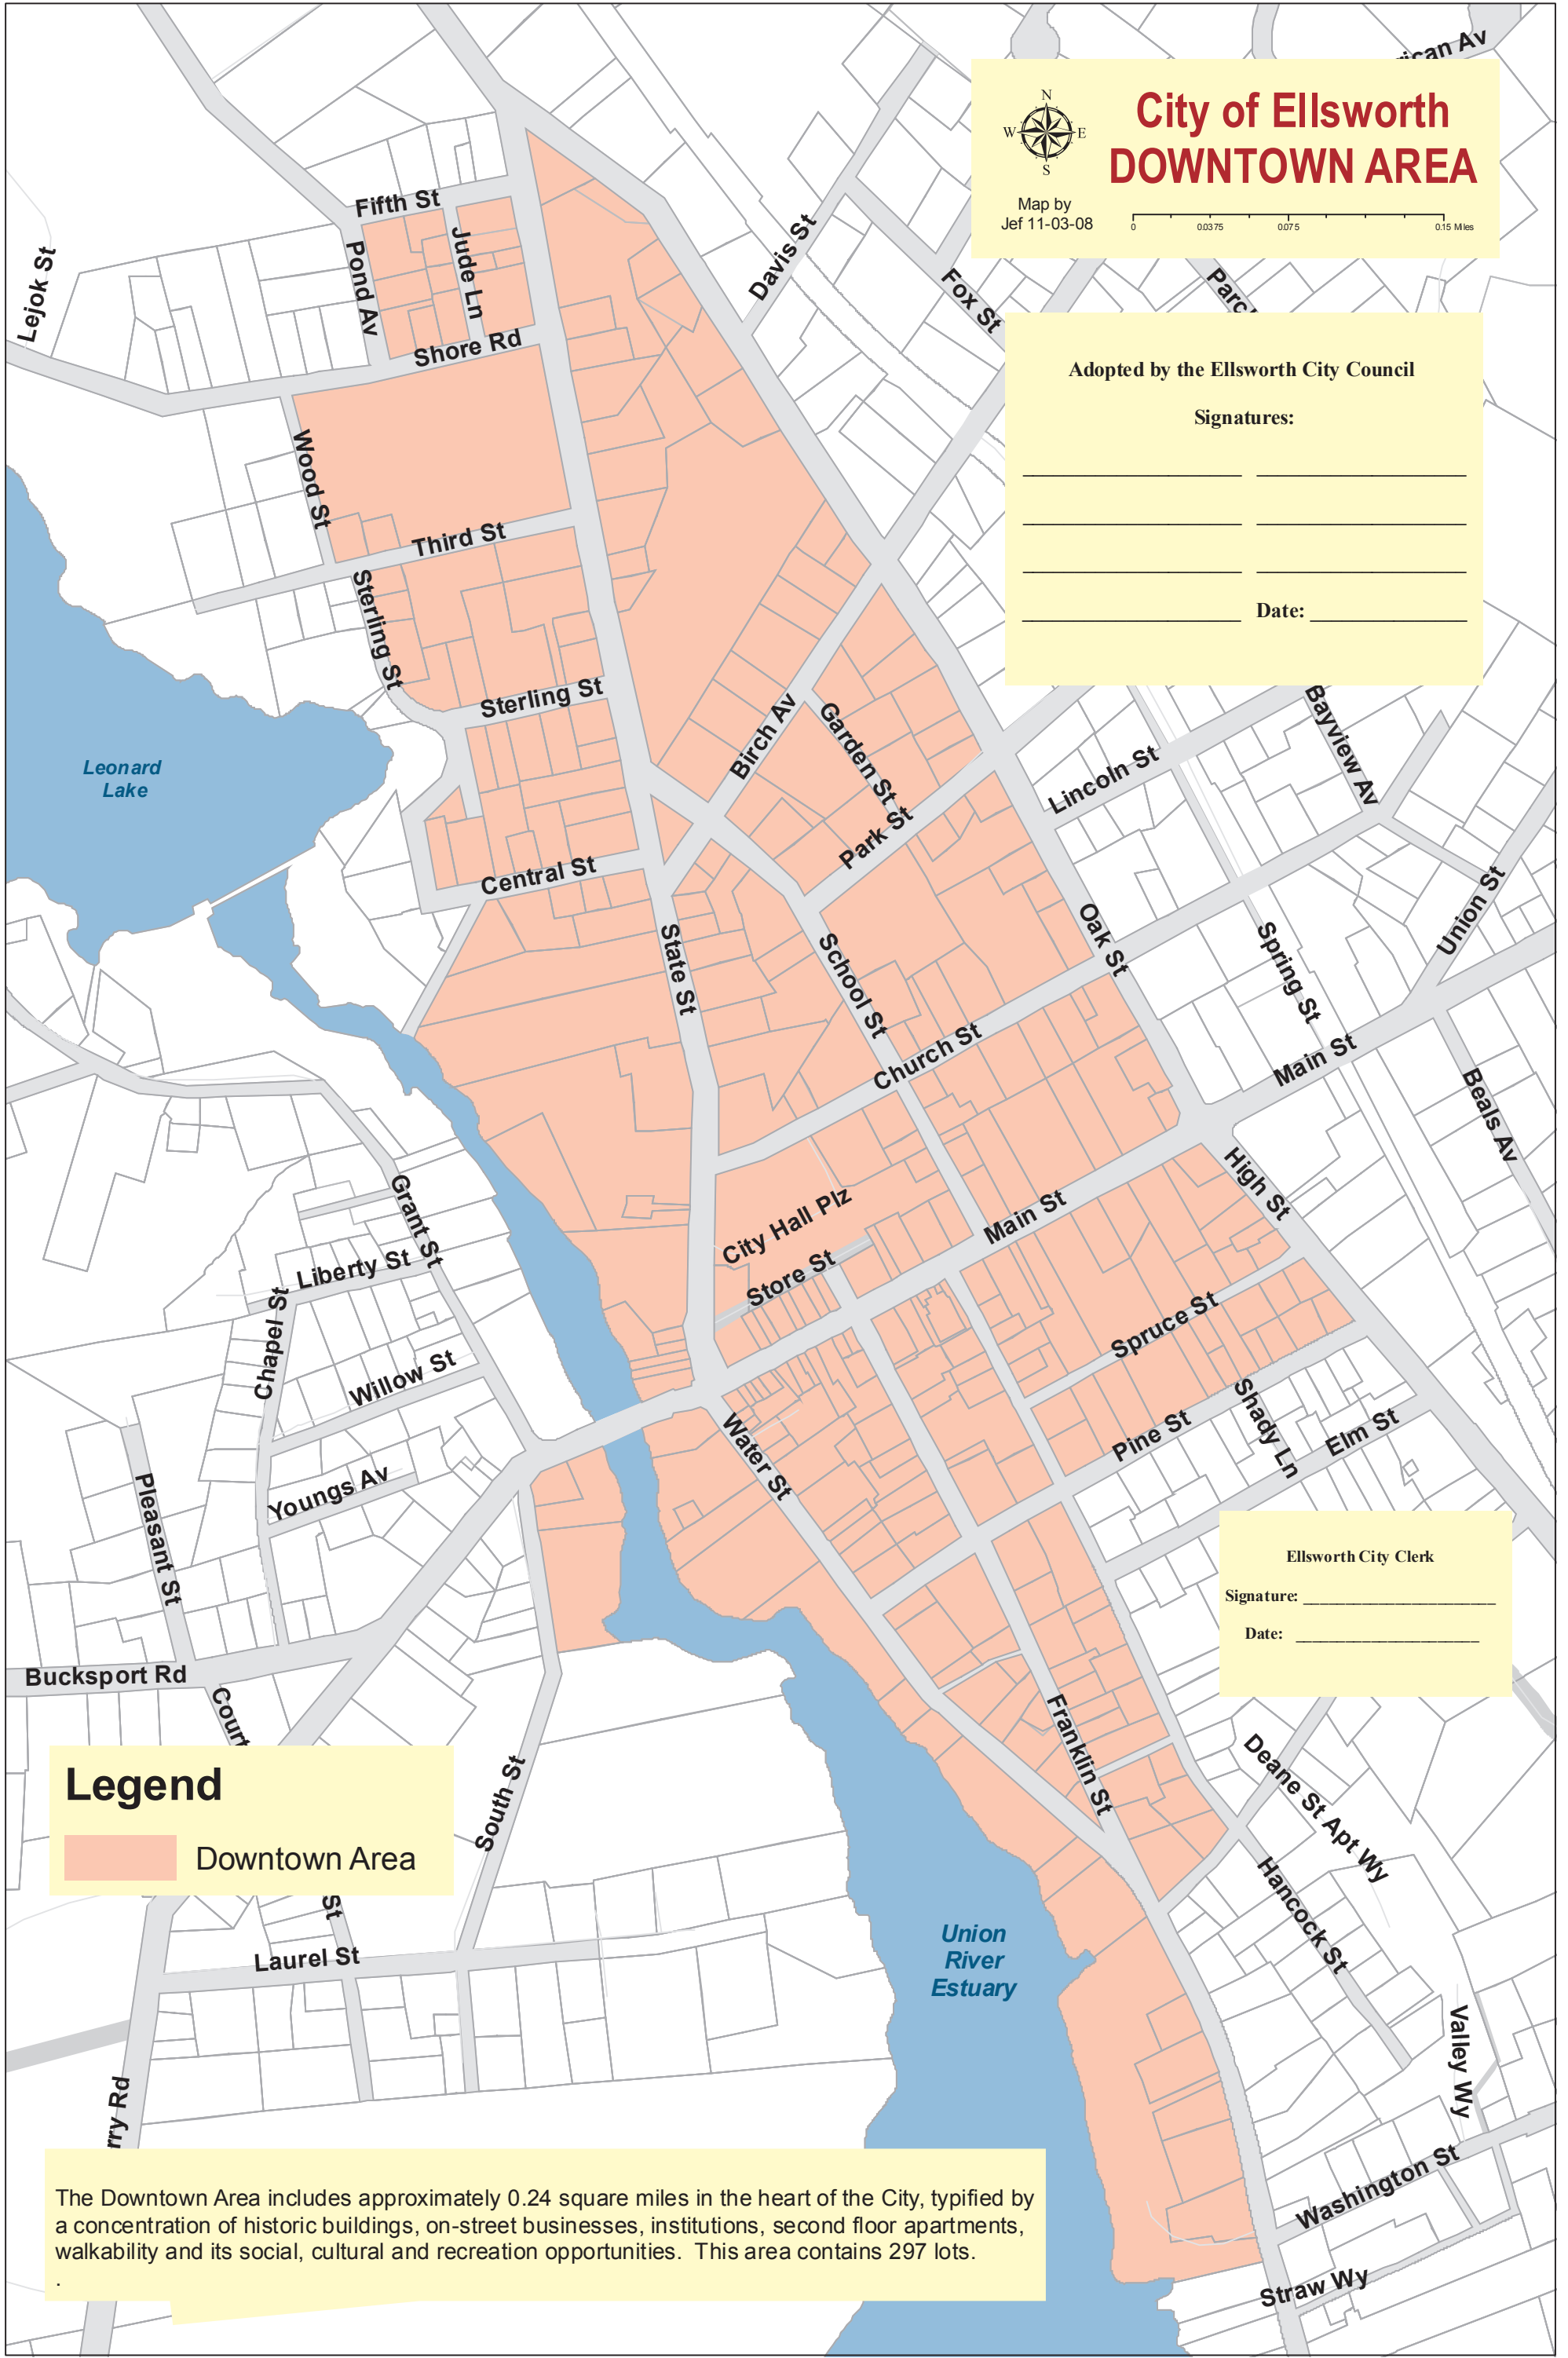 City of Ellsworth
DOWNTOWN AREA
N
W
E
S
Map by
Jef 11-03-08
0
0.0375
0.075
0.15 Miles
Adopted by the Ellsworth City Council
Signatures:
Date:
Fifth St
Jude Ln
Pond Av
Lejok St
Shore Rd
Davis St
Fox St
Wood St
Third St
Sterling St
Sterling St
Birch Av
Garden St
Park St
Lincoln St
Bayview Av
Leonard
Lake
Central St
State St
School St
Oak St
Union St
Spring St
Church St
Main St
Beals Av
City Hall Plz
Store St
Main St
High St
Grant St
Liberty St
Chapel St
Willow St
Youngs Av
Pleasant St
Spruce St
Shady Ln
Pine St
Elm St
Water St
Bucksport Rd
Court
St
South St
Franklin St
Ellsworth City Clerk
Signature:
Date:
Deane St Apt Wy
Hancock St
Legend
Downtown Area
Laurel St
Union
River
Estuary
Valley Wy
Washington St
Straw Wy
The Downtown Area includes approximately 0.24 square miles in the heart of the City, typified by
a concentration of historic buildings, on-street businesses, institutions, second floor apartments,
walkability and its social, cultural and recreation opportunities. This area contains 297 lots.
.